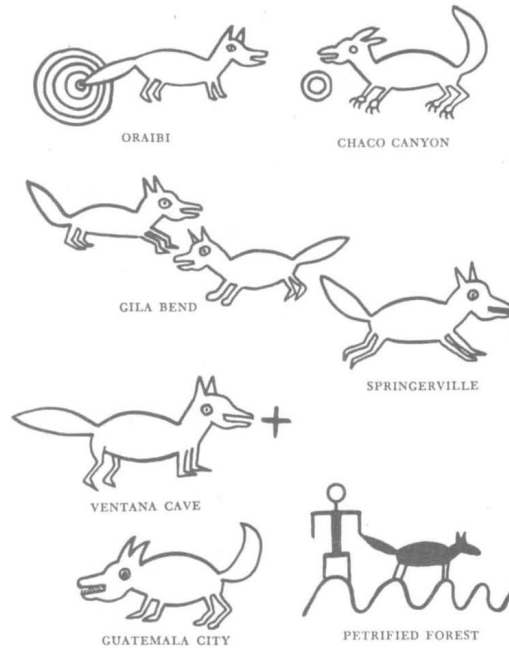 ORAIBI
CHACO CANYON
GILA BEND
SPRINGERVILLE
VENTANA CAVE
GUATEMALA CITY
PETRIFIED FOREST